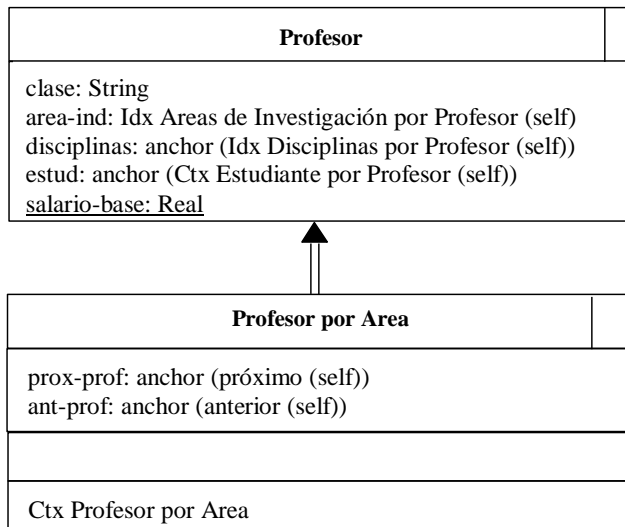 Profesor
clase: String
area-ind: Idx Areas de Investigación por Profesor (self)
disciplinas: anchor (Idx Disciplinas por Profesor (self))
estud: anchor (Ctx Estudiante por Profesor (self))
salario-base: Real
Profesor por Area
prox-prof: anchor (próximo (self))
ant-prof: anchor (anterior (self))
Ctx Profesor por Area